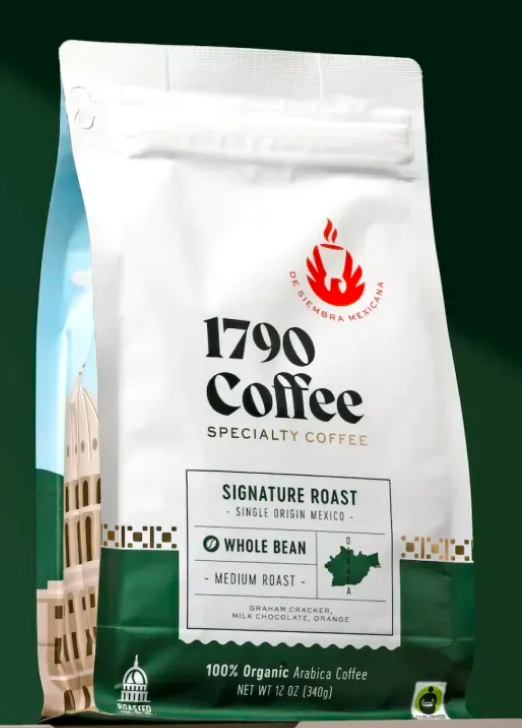 DE SIEMBRA MEXICANA
1790
Coffee
SPECIALTY COFFEE
SIGNATURE ROAST
- SINGLE ORIGIN MEXICO -
WHOLE BEAN
- MEDIUM ROAST -
GRAHAM CRACKER,
MILK CHOCOLATE, ORANGE
100% Organic Arabica Coffee
NET WT 12 OZ (340g)
ROASTED